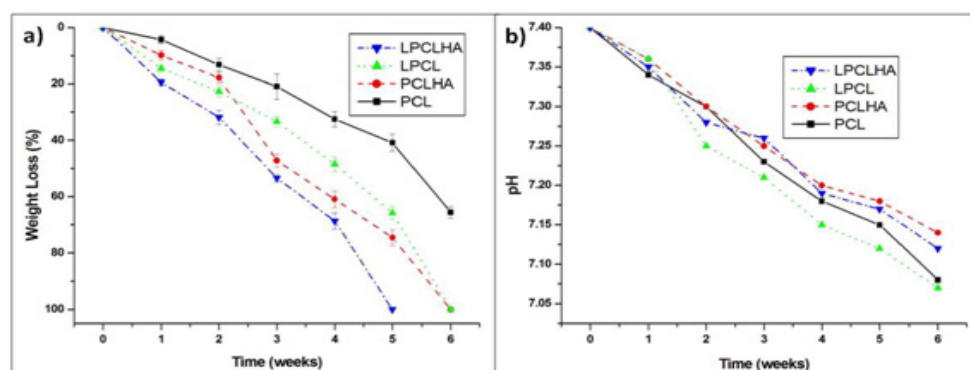 a)
LPCLHA
LPCL
PCLHA
PCL
Weight Loss (%)
0
20
40
60
80
100
0 1 2 3 4 5 6
Time (weeks)
b)
LPCLHA
LPCL
PCLHA
PCL
pH
7.40
7.35
7.30
7.25
7.20
7.15
7.10
7.05
0 1 2 3 4 5 6
Time (weeks)